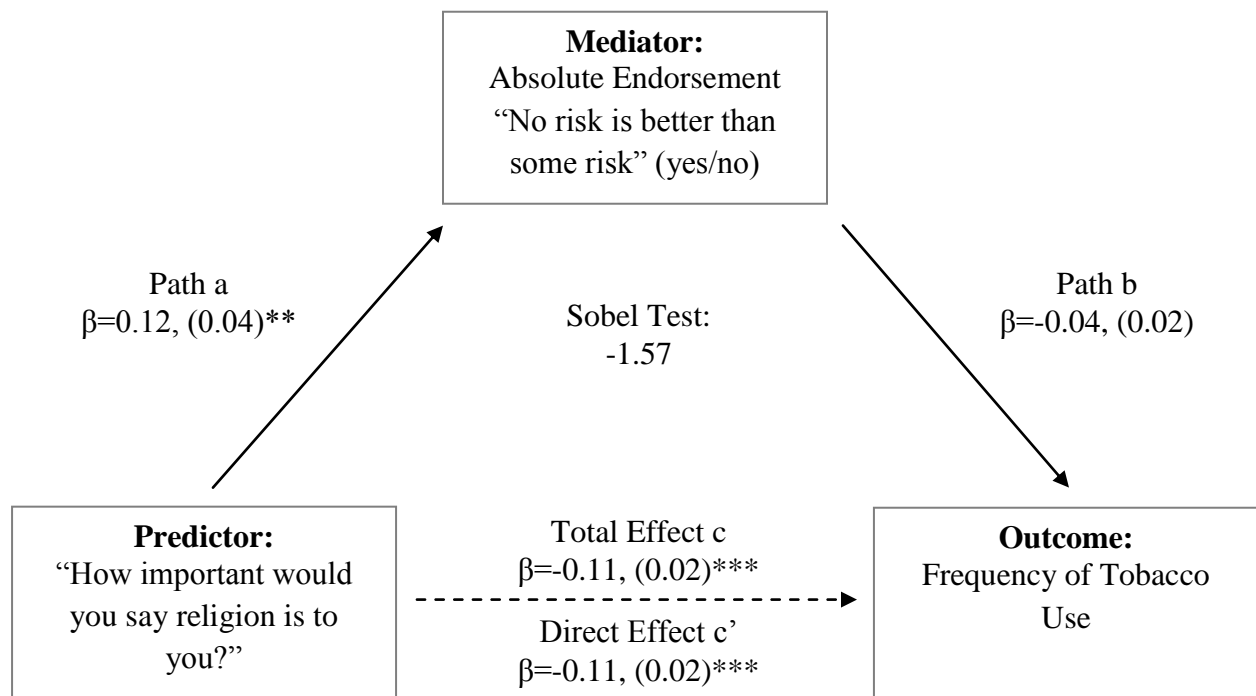 Mediator:
Absolute Endorsement
“No risk is better than
some risk” (yes/no)
Path a
β=0.12, (0.04)**
Sobel Test:
-1.57
Path b
β=-0.04, (0.02)
Predictor:
“How important would
you say religion is to
you?”
Total Effect c
β=-0.11, (0.02)***
Direct Effect c’
β=-0.11, (0.02)***
Outcome:
Frequency of Tobacco
Use